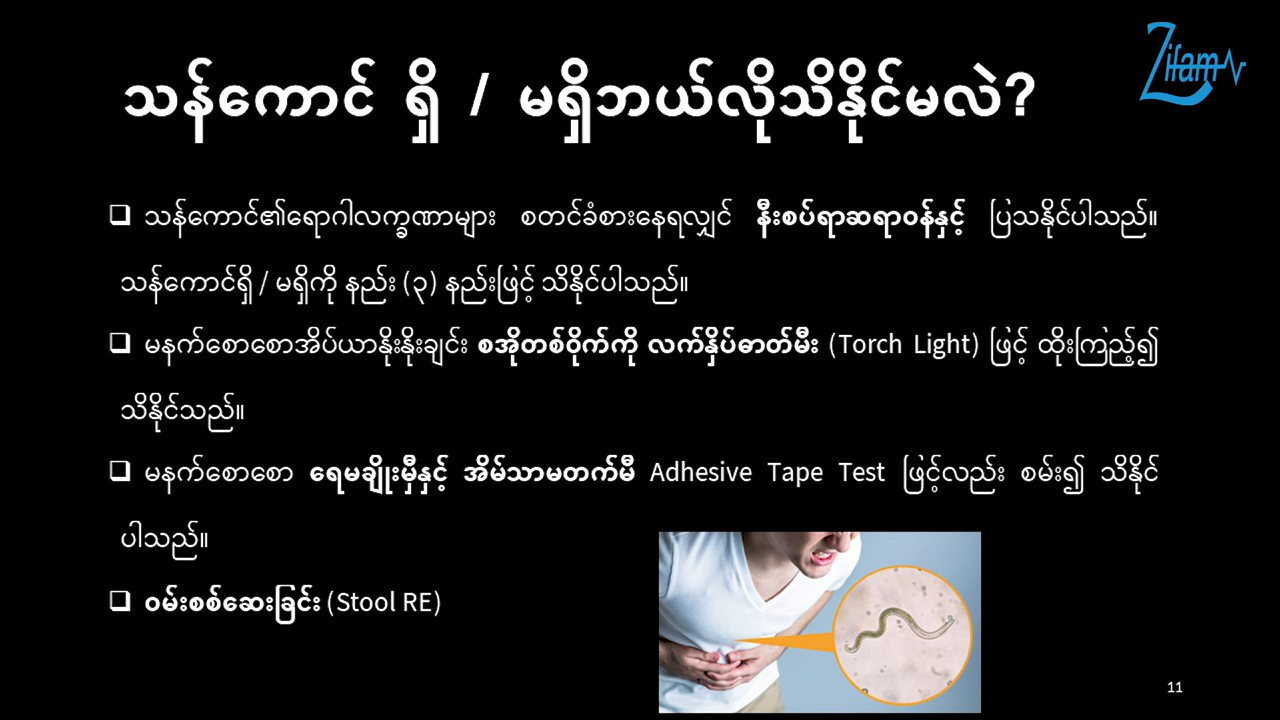 Zifam
သန်ကောင် ရှိ / မရှိဘယ်လိုသိနိုင်မလဲ?
❑ သန်ကောင်၏ရောဂါလက္ခဏာများ စတင်ခံစားနေရလျှင် နီးစပ်ရာဆရာဝန်နှင့် ပြသနိုင်ပါသည်။
သန်ကောင်ရှိ / မရှိကို နည်း (၃) နည်းဖြင့် သိနိုင်ပါသည်။
❑ မနက်စောစောအိပ်ယာနိုးနိုးချင်း စအိုတစ်ဝိုက်ကို လက်နှိပ်ဓာတ်မီး (Torch Light) ဖြင့် ထိုးကြည့်၍
သိနိုင်သည်။
❑ မနက်စောစော ရေမချိုးမှီနှင့် အိမ်သာမတက်မီ Adhesive Tape Test ဖြင့်လည်း စမ်း၍ သိနိုင်
ပါသည်။
❑ ဝမ်းစစ်ဆေးခြင်း (Stool RE)
11